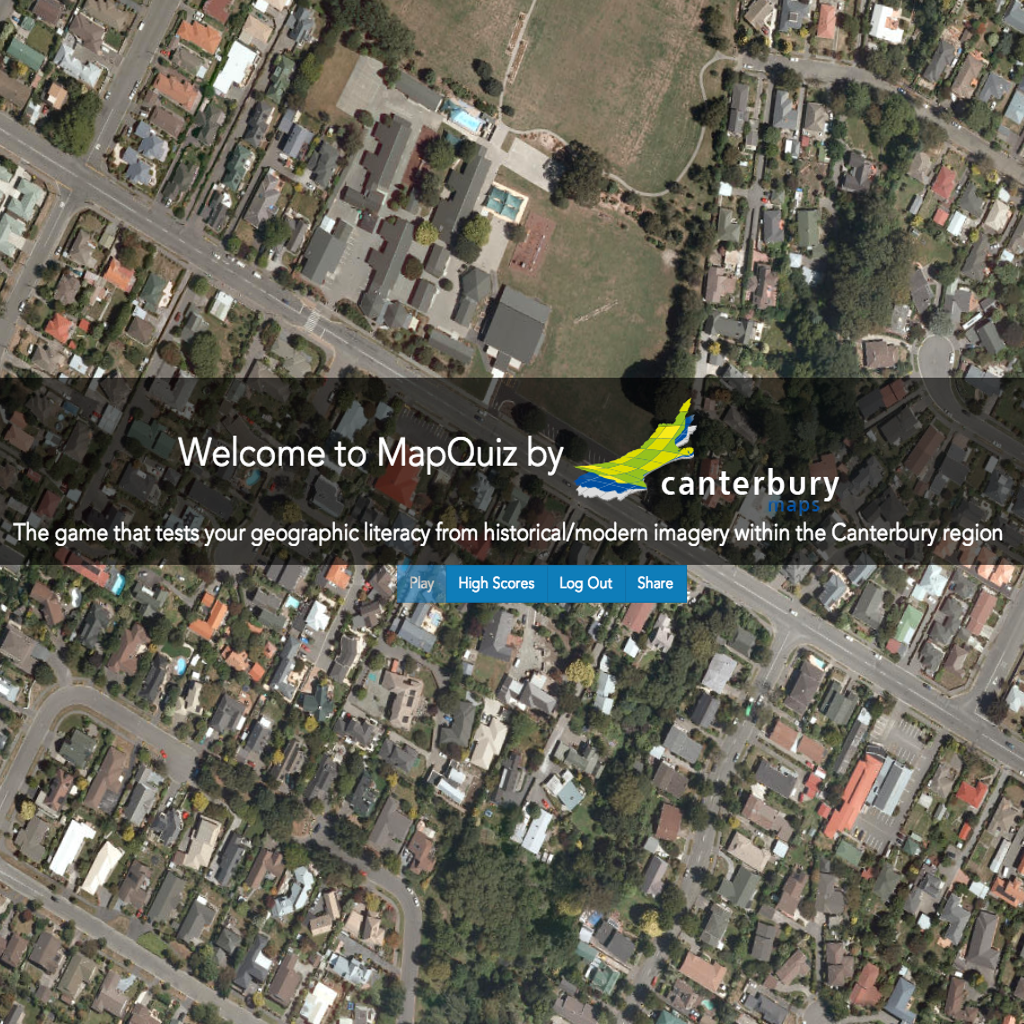 Welcome to MapQuiz by
canterbury
maps
The game that tests your geographic literacy from historical/modern imagery within the Canterbury region
Play High Scores Log Out Share